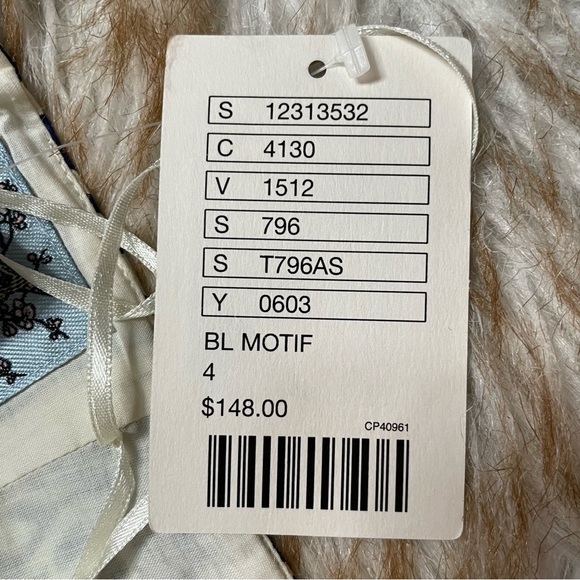 S 12313532
C 4130
V 1512
S 796
S T796AS
Y 0603
BL MOTIF
4
$148.00
CP40961